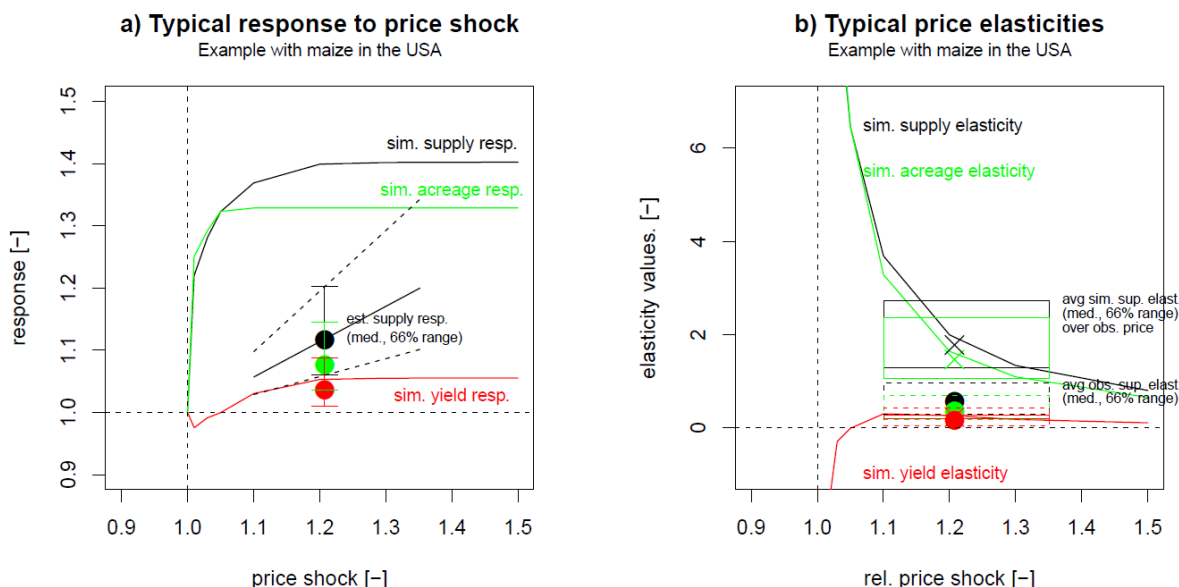 a) Typical response to price shock
Example with maize in the USA
response [−]
1.5
1.4
1.3
1.2
1.1
1.0
0.9
sim. supply resp.
sim. acreage resp.
est. supply resp.
(med., 66% range)
sim. yield resp.
0.9 1.0 1.1 1.2 1.3 1.4 1.5
price shock [−]
b) Typical price elasticities
Example with maize in the USA
elasticity values. [−]
6
4
2
0
sim. supply elasticity
sim. acreage elasticity
avg sim. sup. elast
(med., 66% range)
over obs. price
avg obs. sup. elast
(med., 66% range)
sim. yield elasticity
0.9 1.0 1.1 1.2 1.3 1.4 1.5
rel. price shock [−]